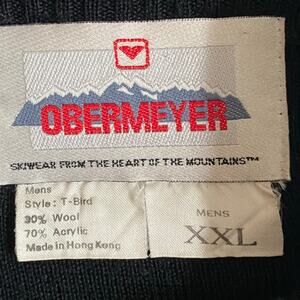 OBERMEYER
SKIWEAR FROM THE HEART OF THE MOUNTAINS™
Mens
Style: T-Bird
30% Wool
70% Acrylic
Made in Hong Kong
MENS
XXL